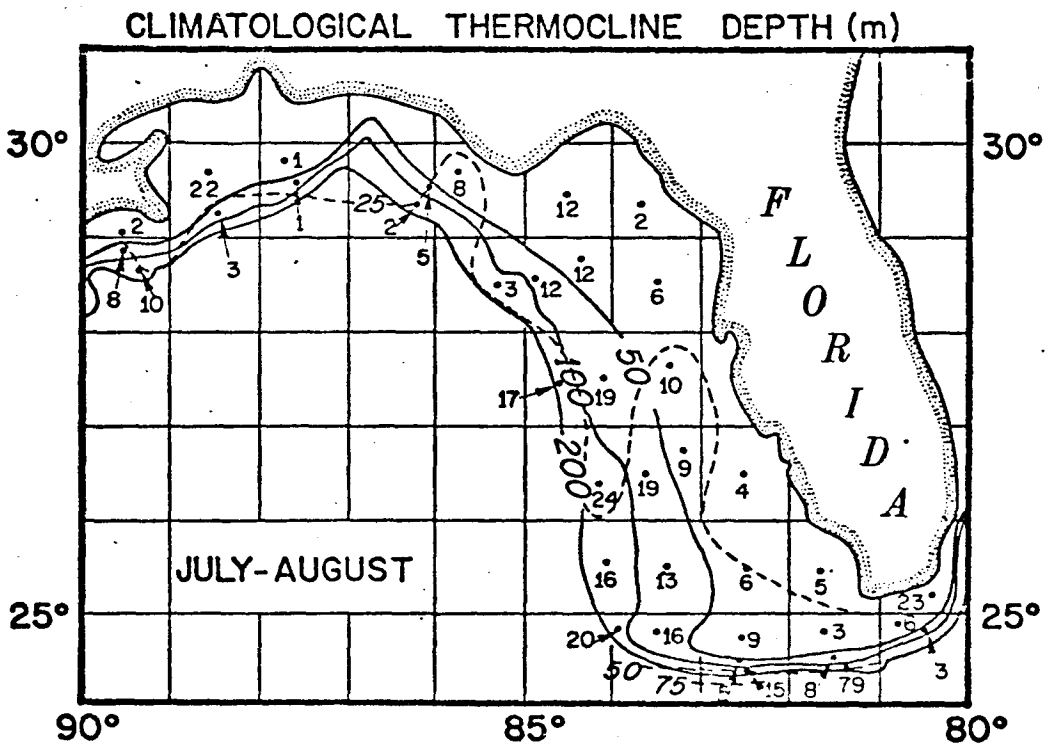 CLIMATOLOGICAL THERMOCLINE DEPTH (m)
30° 30°
1
22 8
25 12 2
2 1 2
3 5
12
8 10 3 12 6
50
100 10
17 19
200 9
24 19 4
JULY-AUGUST 16 13 6 5
25° 23 25°
6
20 16 9 3
50 3
75 15 8 79
90° 85° 80°
F
L
O
R
I
D
A